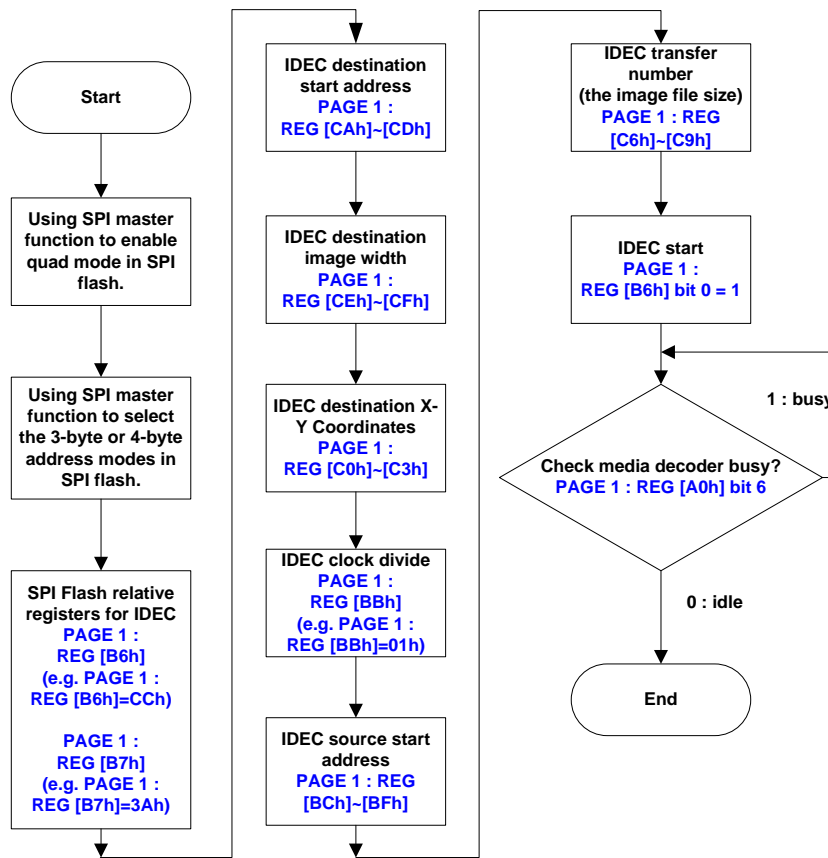 Start
Using SPI master
function to enable
quad mode in SPI
flash.
Using SPI master
function to select
the 3-byte or 4-byte
address modes in
SPI flash.
SPI Flash relative
registers for IDEC
PAGE 1 :
REG [B6h]
(e.g. PAGE 1 :
REG [B6h]=CCh)
PAGE 1 :
REG [B7h]
(e.g. PAGE 1 :
REG [B7h]=3Ah)
IDEC destination
start address
PAGE 1 :
REG [CAh]~[CDh]
IDEC destination
image width
PAGE 1 :
REG [CEh]~[CFh]
IDEC destination X-
Y Coordinates
PAGE 1 :
REG [C0h]~[C3h]
IDEC clock divide
PAGE 1 :
REG [BBh]
(e.g. PAGE 1 :
REG [BBh]=01h)
IDEC source start
address
PAGE 1 : REG
[BCh]~[BFh]
IDEC transfer
number
(the image file size)
PAGE 1 : REG
[C6h]~[C9h]
IDEC start
PAGE 1 :
REG [B6h] bit 0 = 1
1 : busy
Check media decoder busy?
PAGE 1 : REG [A0h] bit 6
0 : idle
End